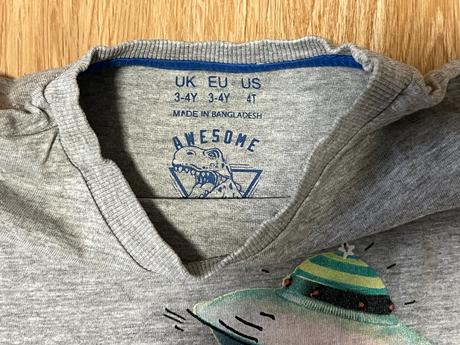 UK EU US
3-4Y 3-4Y 4T
MADE IN BANGLADESH
AWESOME